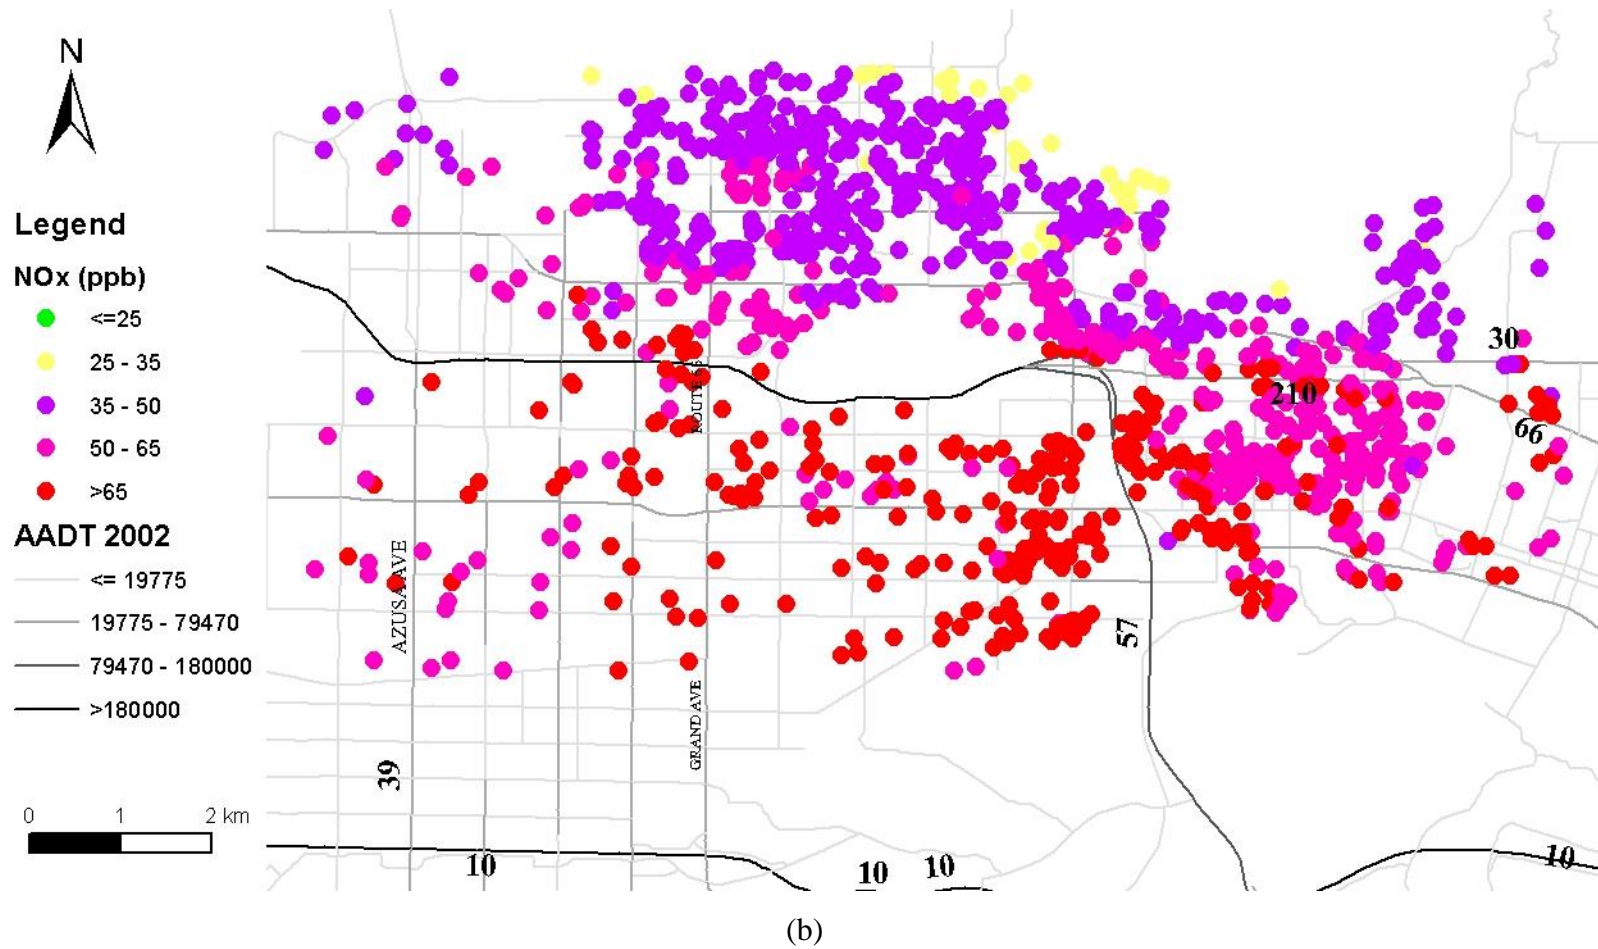 N
Legend
NOx (ppb)
<=25
25 - 35
35 - 50
50 - 65
>65
AADT 2002
<= 19775
19775 - 79470
79470 - 180000
>180000
0 1 2 km
30
210
66
AZUSA AVE
57
GRAND AVE
39
10
10
10
10
(b)